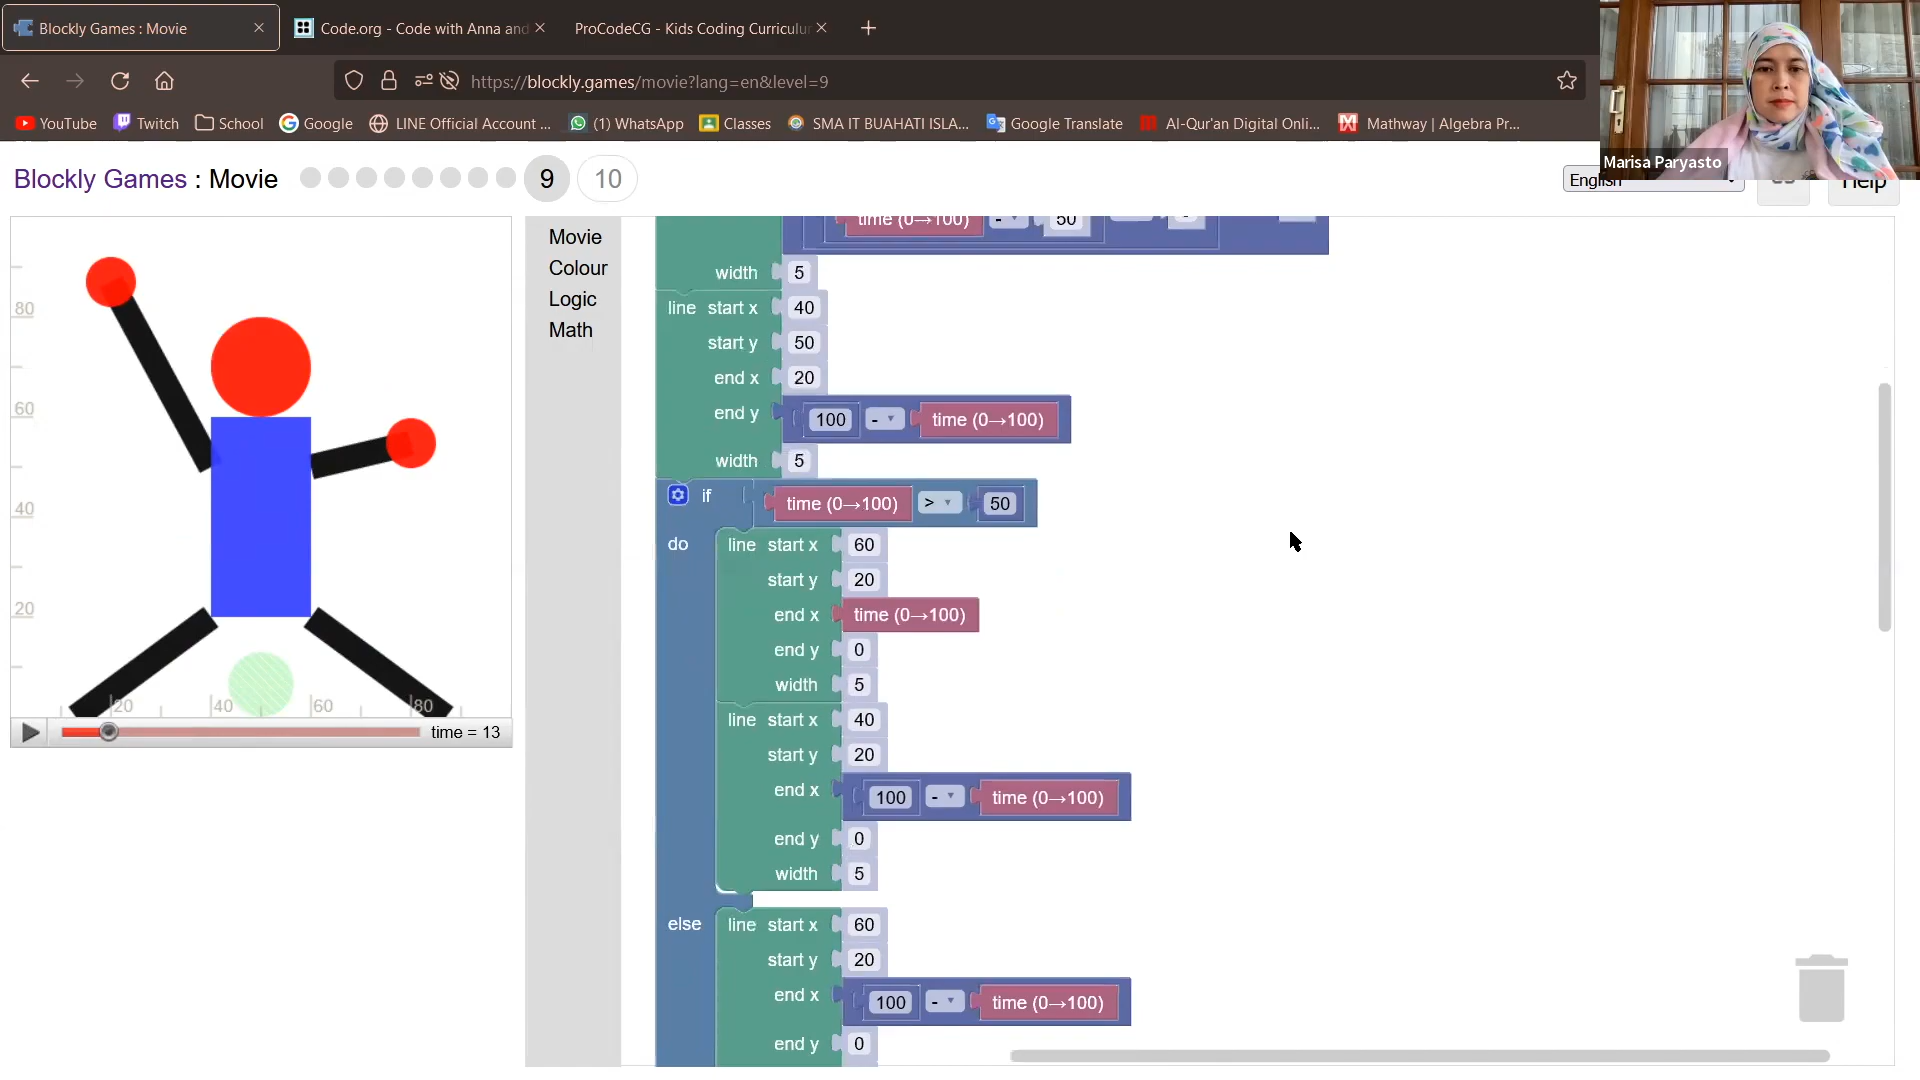 Blockly Games : Movie
Code.org - Code with Anna and
ProCodeCG - Kids Coding Curriculu
https://blockly.games/movie?lang=en&level=9
YouTube
Twitch
School
Google
LINE Official Account ...
(1) WhatsApp
Classes
SMA IT BUAHATI ISLA...
Google Translate
Al-Qur'an Digital Onli...
Mathway | Algebra Pr...
Marisa Paryasto
Blockly Games : Movie
9
10
English
Help
80
60
40
20
20
40
60
80
time = 13
Movie
Colour
Logic
Math
time (0→100) - 50
width 5
line start x 40
start y 50
end x 20
end y 100 - time (0→100)
width 5
if time (0→100) > 50
do line start x 60
start y 20
end x time (0→100)
end y 0
width 5
line start x 40
start y 20
end x 100 - time (0→100)
end y 0
width 5
else line start x 60
start y 20
end x 100 - time (0→100)
end y 0